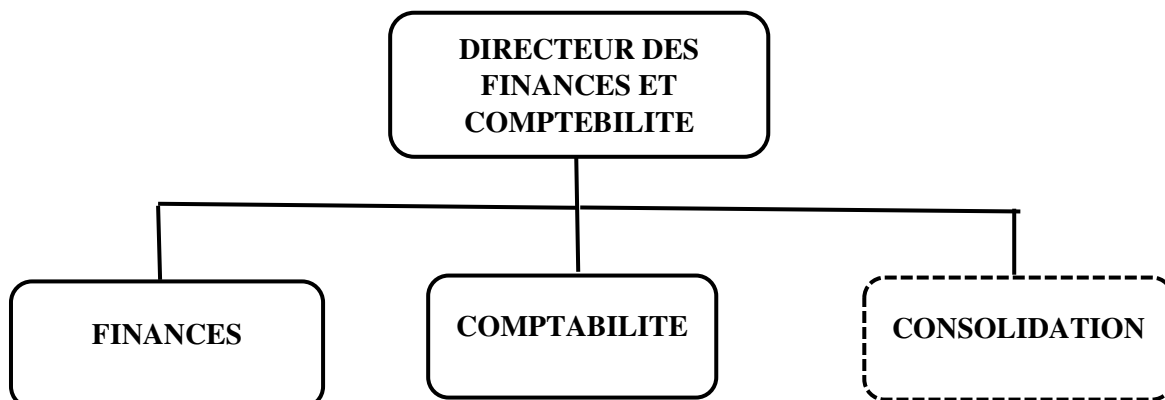 DIRECTEUR DES
FINANCES ET
COMPTEBILITE
FINANCES
COMPTABILITE
CONSOLIDATION